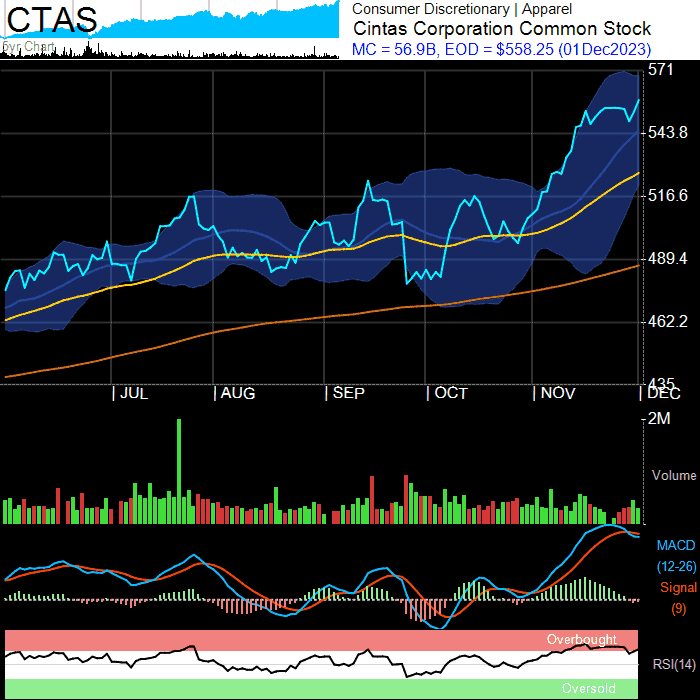 CTAS
5yr Chart
Consumer Discretionary | Apparel
Cintas Corporation Common Stock
MC = 56.9B, EOD = $558.25 (01Dec2023)
571
543.8
516.6
489.4
462.2
435
| JUL | AUG | SEP | OCT | NOV | DEC
2M
Volume
MACD
(12-26)
Signal
(9)
Overbought
RSI(14)
Oversold